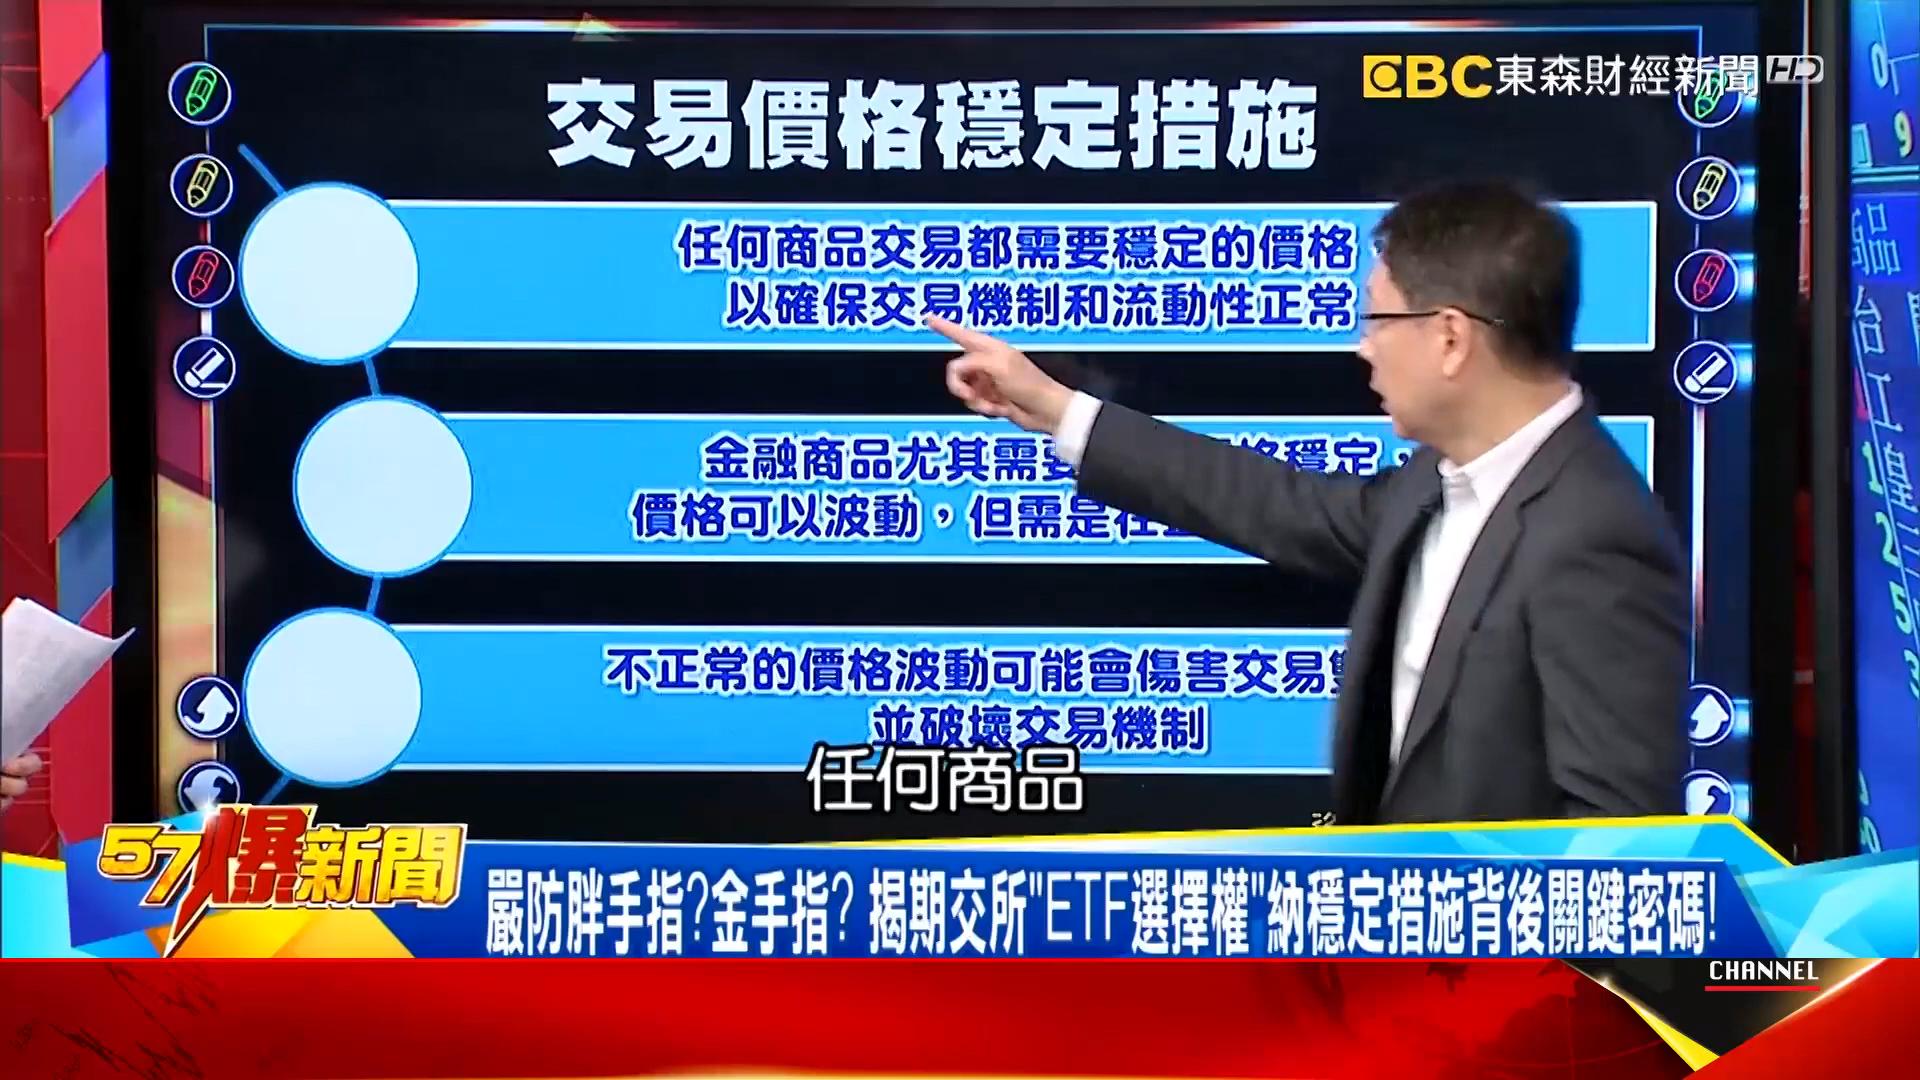 EBC東森財經新聞HD
交易價格穩定措施
任何商品交易都需要穩定的價格
以確保交易機制和流動性正常
金融商品尤其需要 格穩定，
價格可以波動，但需是在
不正常的價格波動可能會傷害交易雙
並破壞交易機制
任何商品
57爆新聞
嚴防胖手指?金手指? 揭期交所"ETF選擇權"納穩定措施背後關鍵密碼!
CHANNEL